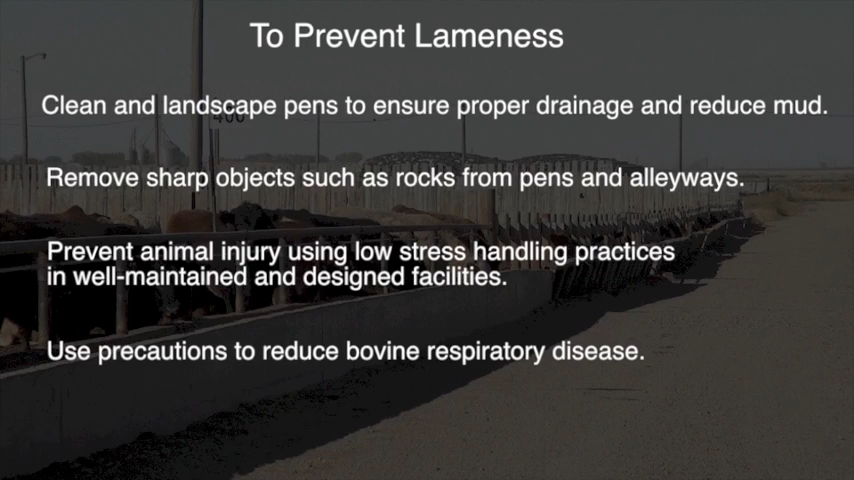 To Prevent Lameness
Clean and landscape pens to ensure proper drainage and reduce mud.
400
Remove sharp objects such as rocks from pens and alleyways.
Prevent animal injury using low stress handling practices
in well-maintained and designed facilities.
Use precautions to reduce bovine respiratory disease.